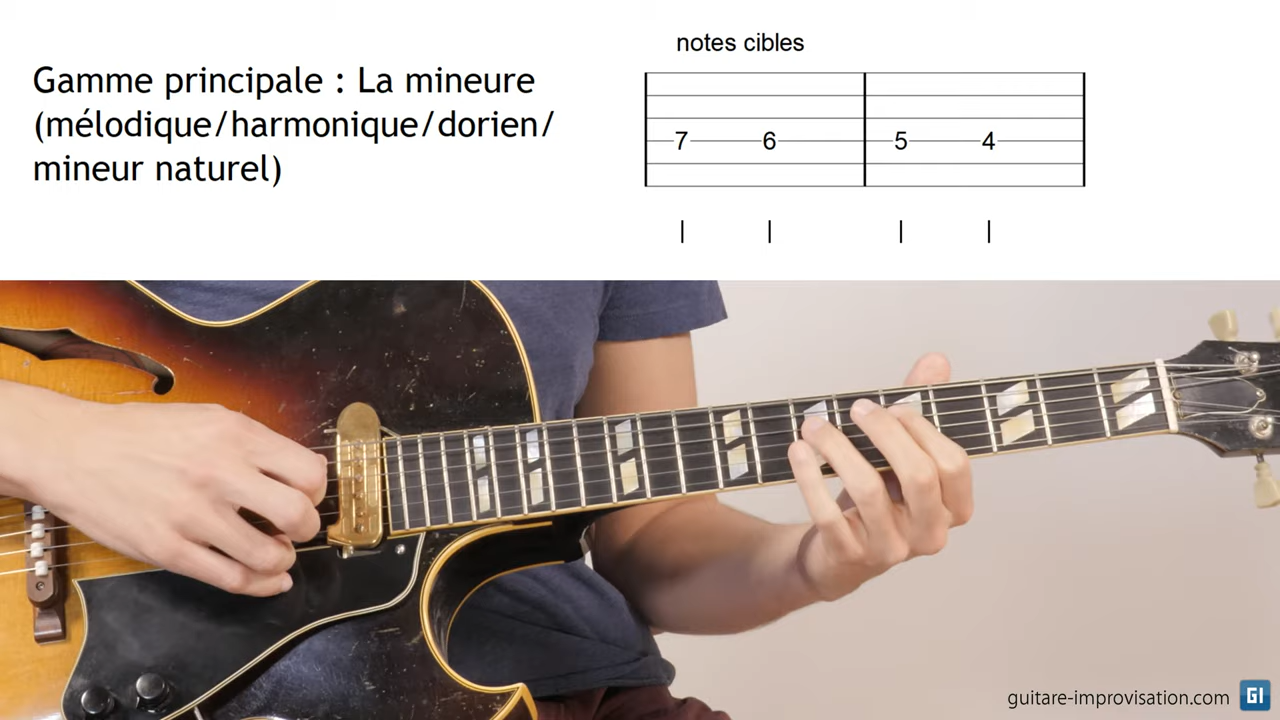 notes cibles
Gamme principale : La mineure
(mélodique/harmonique/dorien/
mineur naturel)
7 6 5 4
guitare-improvisation.com GI